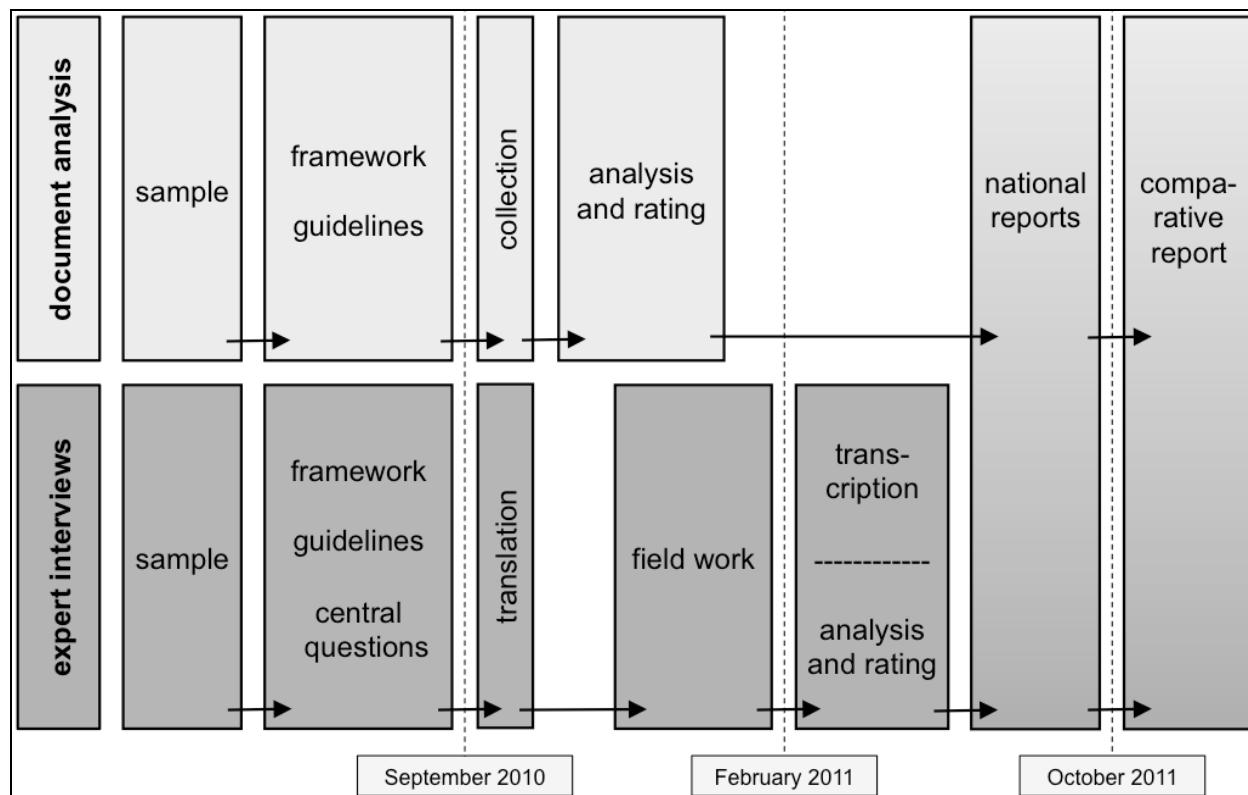 document analysis
sample
framework
guidelines
collection
analysis
and rating
national
reports
compa-
rative
report
expert interviews
sample
framework
guidelines
central
questions
translation
field work
trans-
cription
------------
analysis
and rating
September 2010
February 2011
October 2011